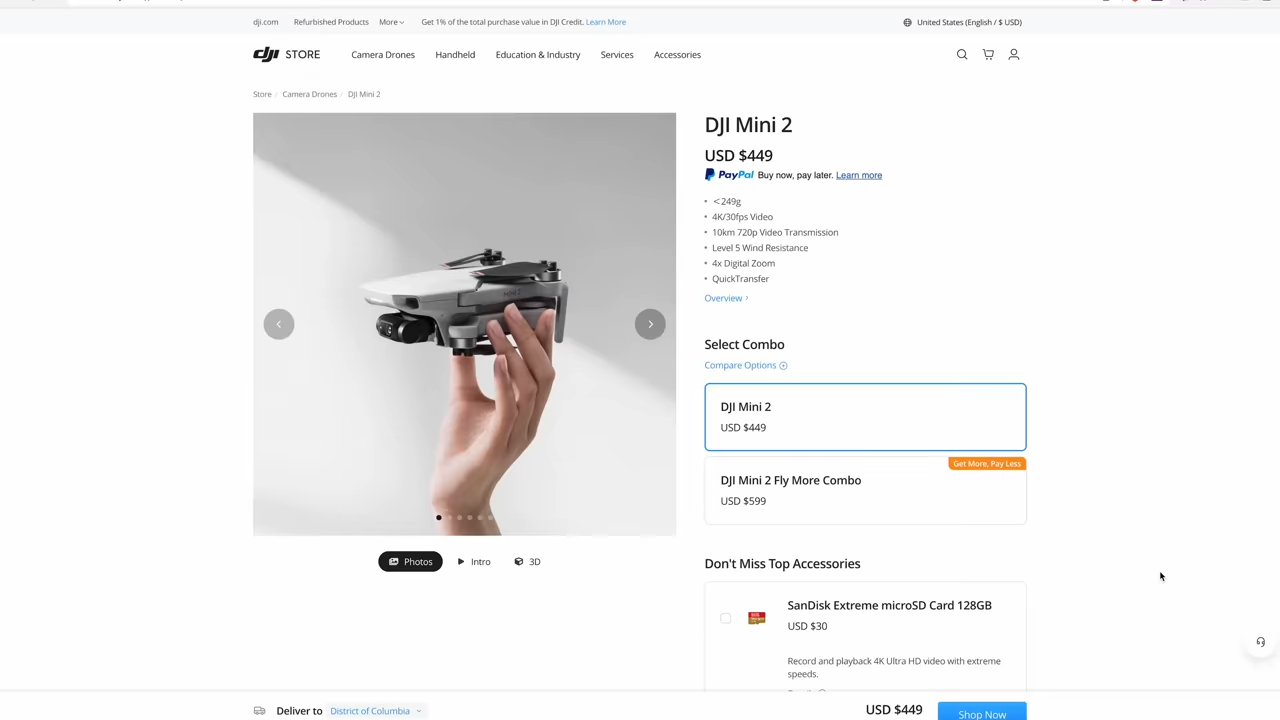 dji.com Refurbished Products More Get 1% of the total purchase value in DJI Credit. Learn More United States (English / $ USD)
dji STORE Camera Drones Handheld Education & Industry Services Accessories
Store / Camera Drones / DJI Mini 2
DJI Mini 2
USD $449
PayPal Buy now, pay later. Learn more
• <249g
• 4K/30fps Video
• 10km 720p Video Transmission
• Level 5 Wind Resistance
• 4x Digital Zoom
• QuickTransfer
Overview ›
Select Combo
Compare Options
DJI Mini 2
USD $449
Get More, Pay Less
DJI Mini 2 Fly More Combo
USD $599
Photos Intro 3D
Don't Miss Top Accessories
SanDisk Extreme microSD Card 128GB
USD $30
Record and playback 4K Ultra HD video with extreme
speeds.
Deliver to District of Columbia USD $449 Shop Now